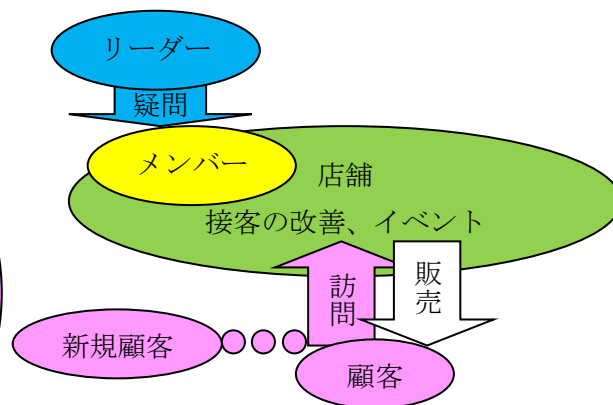 リーダー
疑問
メンバー
店舗
接客の改善、イベント
訪問
販売
新規顧客
顧客